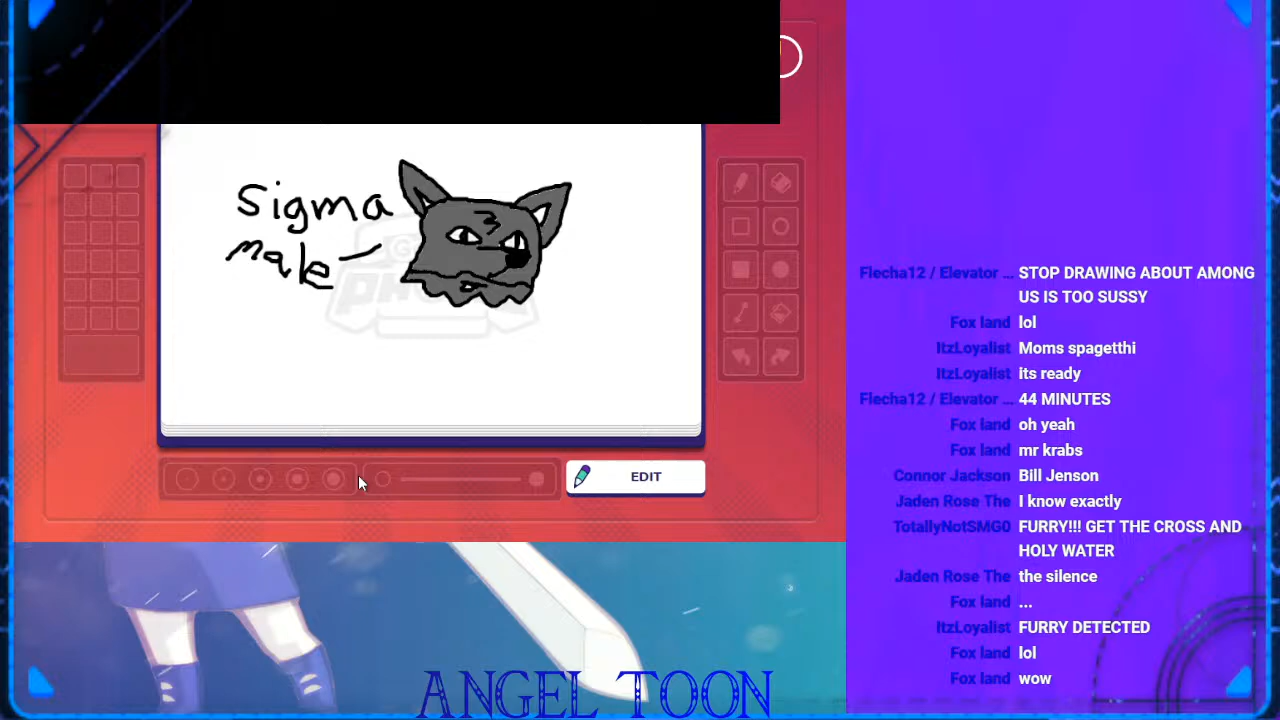 Sigma
male
EDIT
Flecha12 / Elevator ... STOP DRAWING ABOUT AMONG
US IS TOO SUSSY
Fox land lol
ItzLoyalist Moms spagetthi
ItzLoyalist its ready
Flecha12 / Elevator ... 44 MINUTES
Fox land oh yeah
Fox land mr krabs
Connor Jackson Bill Jenson
Jaden Rose The I know exactly
TotallyNotSMG0 FURRY!!! GET THE CROSS AND
HOLY WATER
Jaden Rose The the silence
Fox land ...
ItzLoyalist FURRY DETECTED
Fox land lol
Fox land wow
ANGEL TOON